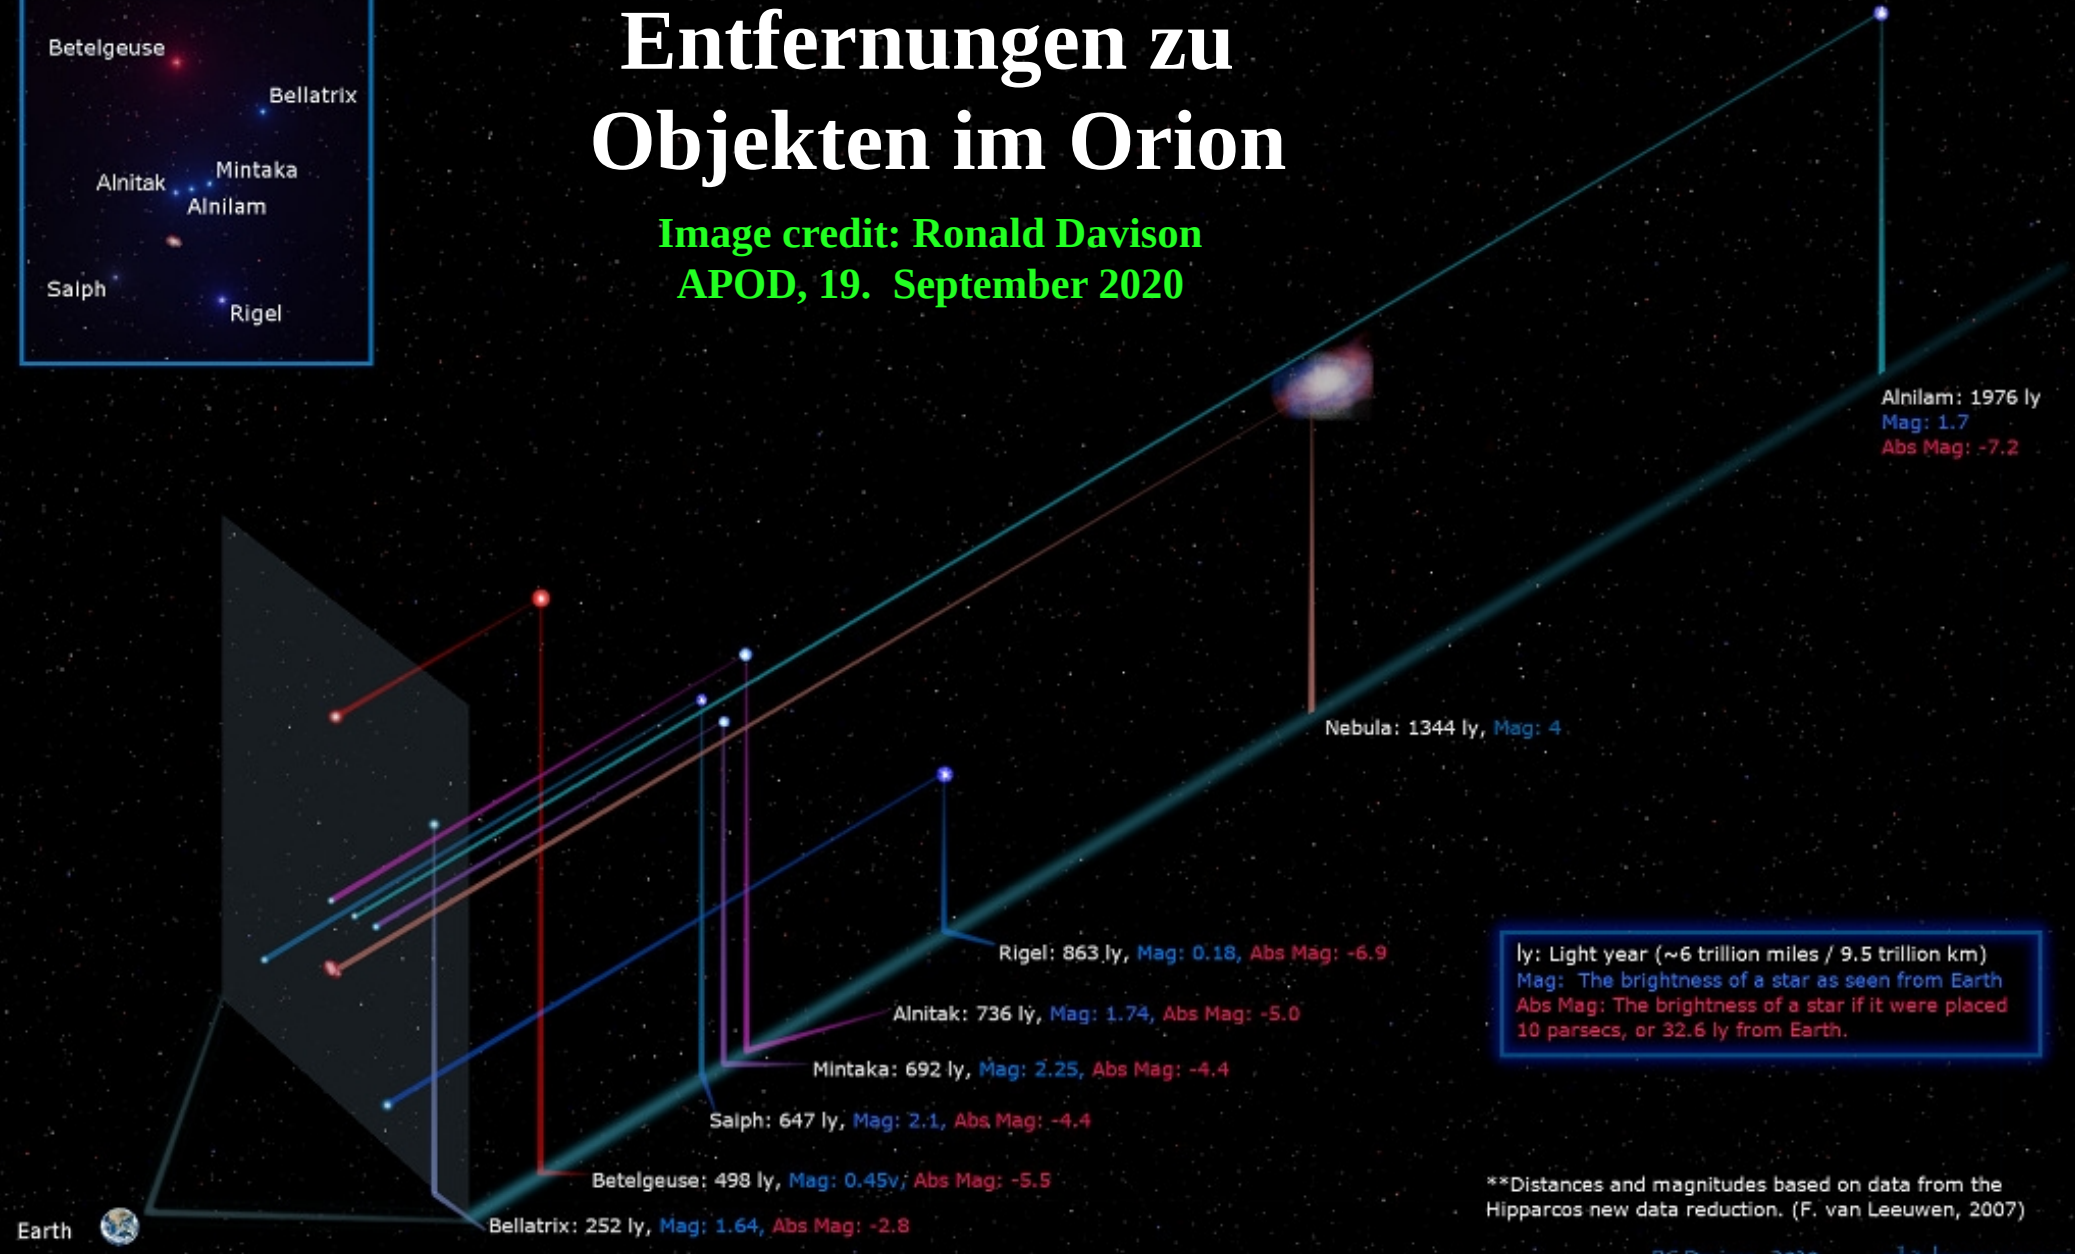 Entfernungen zu
Objekten im Orion
Image credit: Ronald Davison
APOD, 19. September 2020
Betelgeuse
Bellatrix
Mintaka
Alnitak
Alnilam
Saiph
Rigel
Alnilam: 1976 ly
Mag: 1.7
Abs Mag: -7.2
Nebula: 1344 ly, Mag: 4
Rigel: 863 ly, Mag: 0.18, Abs Mag: -6.9
Alnitak: 736 ly, Mag: 1.74, Abs Mag: -5.0
Mintaka: 692 ly, Mag: 2.25, Abs Mag: -4.4
Saiph: 647 ly, Mag: 2.1, Abs Mag: -4.4
Betelgeuse: 498 ly, Mag: 0.45v, Abs Mag: -5.5
Bellatrix: 252 ly, Mag: 1.64, Abs Mag: -2.8
Earth
ly: Light year (~6 trillion miles / 9.5 trillion km)
Mag: The brightness of a star as seen from Earth
Abs Mag: The brightness of a star if it were placed
10 parsecs, or 32.6 ly from Earth.
**Distances and magnitudes based on data from the
Hipparcos new data reduction. (F. van Leeuwen, 2007)